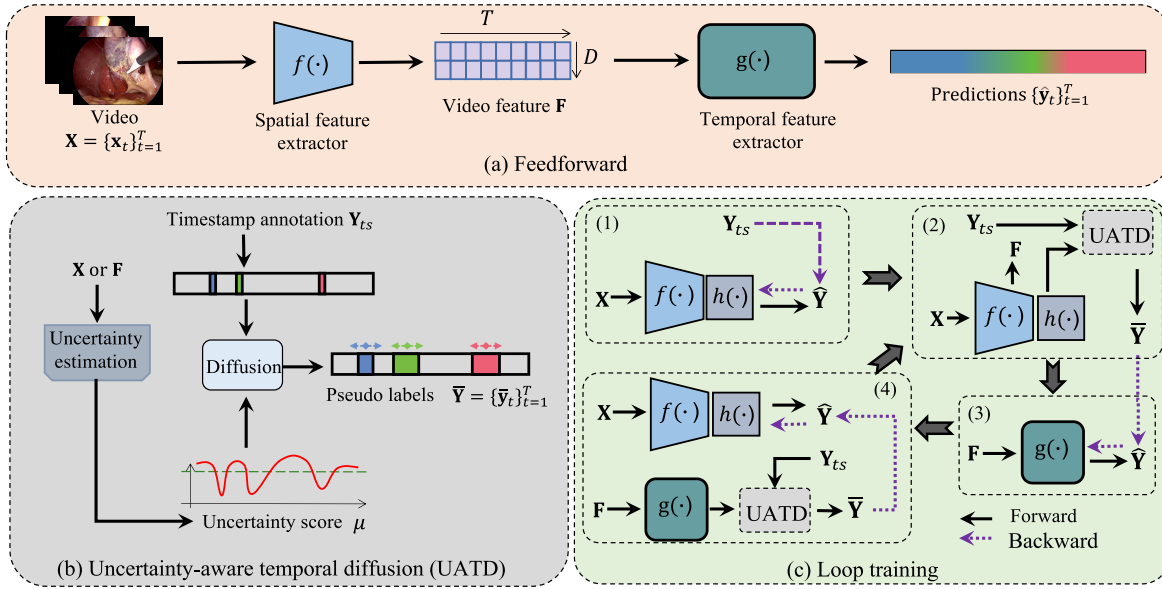 T
D
f(·)
g(·)
Video
X = {x_t}_{t=1}^T
Spatial feature
extractor
Video feature F
Temporal feature
extractor
Predictions {ŷ_t}_{t=1}^T
(a) Feedforward
Timestamp annotation Y_ts
X or F
Uncertainty
estimation
Diffusion
Pseudo labels Ȳ = {ȳ_t}_{t=1}^T
Uncertainty score μ
(b) Uncertainty-aware temporal diffusion (UATD)
(1)
Y_ts
X
f(·)
h(·)
Ŷ
(2)
Y_ts
UATD
F
X
f(·)
h(·)
Ȳ
(3)
F
g(·)
Ŷ
(4)
X
f(·)
h(·)
Ŷ
Y_ts
F
g(·)
UATD
Ȳ
Forward
Backward
(c) Loop training